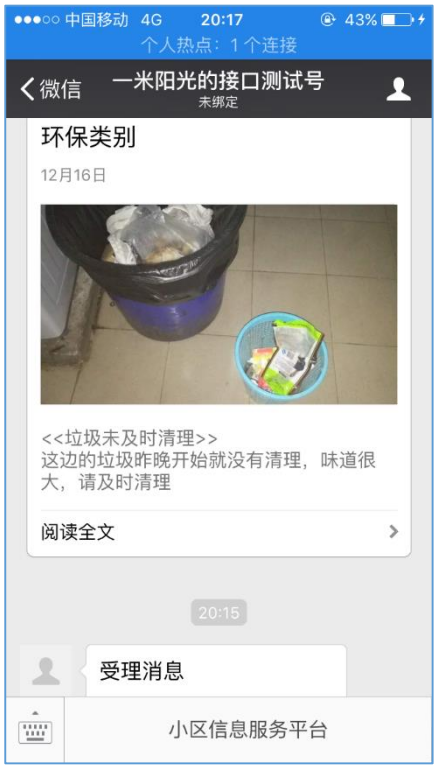 中国移动 4G 20:17 43%
个人热点：1 个连接
微信 一米阳光的接口测试号
未绑定
环保类别
12月16日
<<垃圾未及时清理>>
这边的垃圾昨晚开始就没有清理，味道很
大，请及时清理
阅读全文
20:15
受理消息
小区信息服务平台